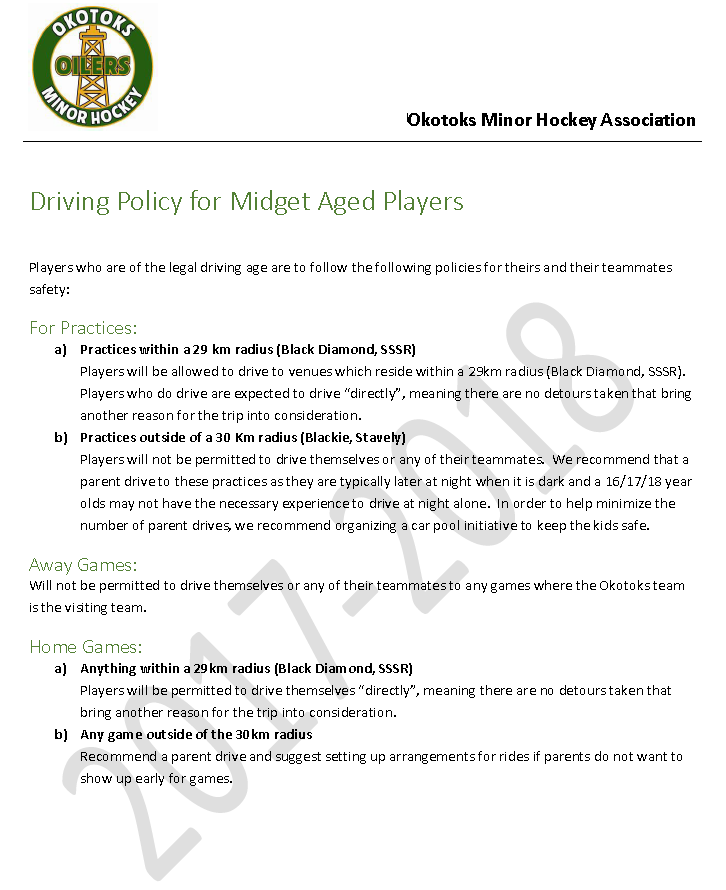 OKOTOKS
OILERS
MINOR HOCKEY
Okotoks Minor Hockey Association
Driving Policy for Midget Aged Players
Players who are of the legal driving age are to follow the following policies for theirs and their teammates
safety:
For Practices:
a) Practices within a 29 km radius (Black Diamond, SSSR)
Players will be allowed to drive to venues which reside within a 29km radius (Black Diamond, SSSR).
Players who do drive are expected to drive “directly”, meaning there are no detours taken that bring
another reason for the trip into consideration.
b) Practices outside of a 30 Km radius (Blackie, Stavely)
Players will not be permitted to drive themselves or any of their teammates. We recommend that a
parent drive to these practices as they are typically later at night when it is dark and a 16/17/18 year
olds may not have the necessary experience to drive at night alone. In order to help minimize the
number of parent drives, we recommend organizing a car pool initiative to keep the kids safe.
Away Games:
Will not be permitted to drive themselves or any of their teammates to any games where the Okotoks team
is the visiting team.
Home Games:
a) Anything within a 29km radius (Black Diamond, SSSR)
Players will be permitted to drive themselves “directly”, meaning there are no detours taken that
bring another reason for the trip into consideration.
b) Any game outside of the 30km radius
Recommend a parent drive and suggest setting up arrangements for rides if parents do not want to
show up early for games.
2017-2018